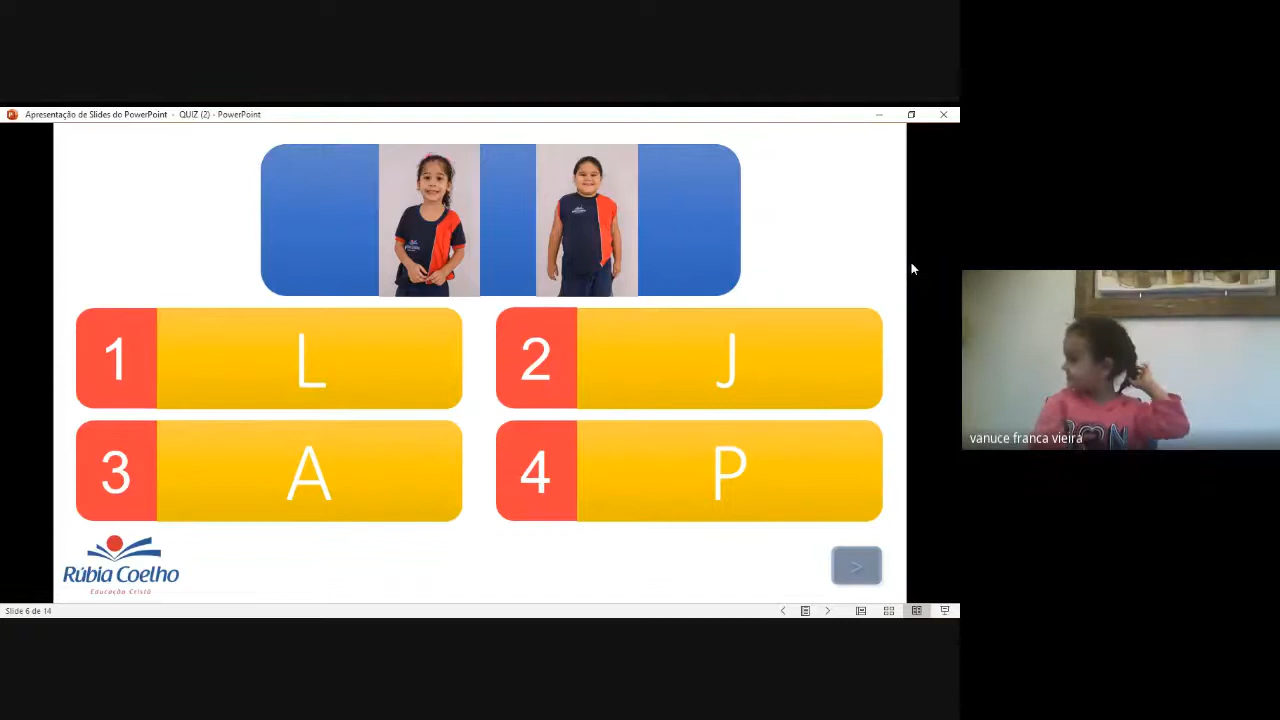 Apresentação de Slides do PowerPoint - QUIZ (2) - PowerPoint
1 L
2 J
3 A
4 P
vanuce franca vieira
Rúbia Coelho
Educação Cristã
>
Slide 6 de 14